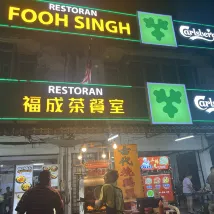 RESTORAN
FOOH SINGH
Carlsberg
RESTORAN
福成茶餐室
Carlsberg